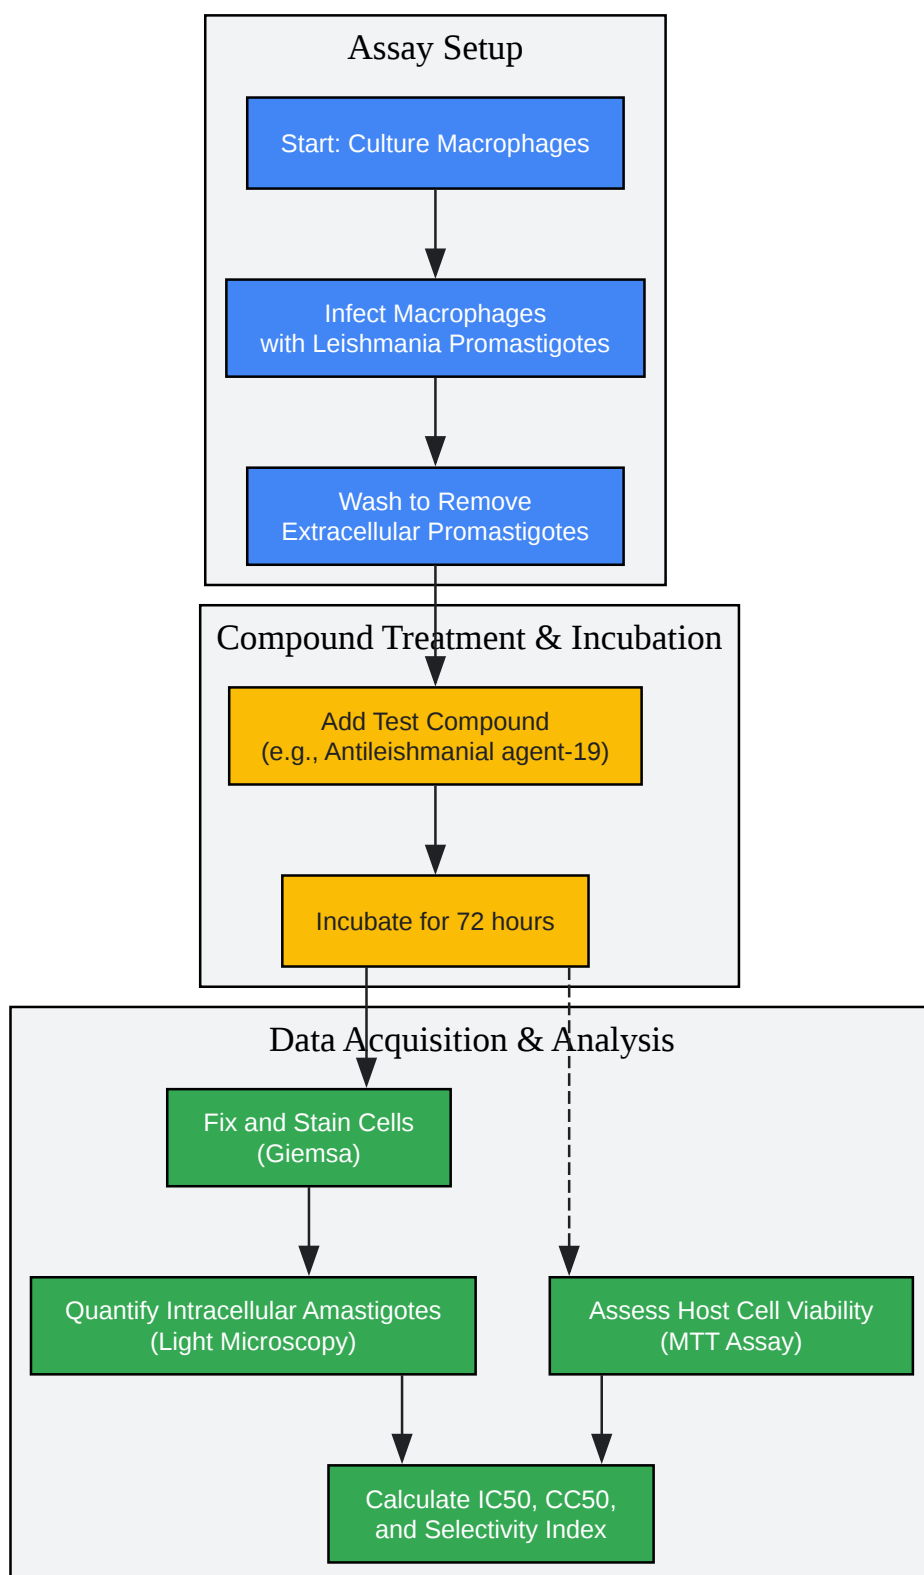 Assay Setup
Start: Culture Macrophages
Infect Macrophages
with Leishmania Promastigotes
Wash to Remove
Extracellular Promastigotes
Compound Treatment & Incubation
Add Test Compound
(e.g., Antileishmanial agent-19)
Incubate for 72 hours
Data Acquisition & Analysis
Fix and Stain Cells
(Giemsa)
Quantify Intracellular Amastigotes
(Light Microscopy)
Assess Host Cell Viability
(MTT Assay)
Calculate IC50, CC50,
and Selectivity Index